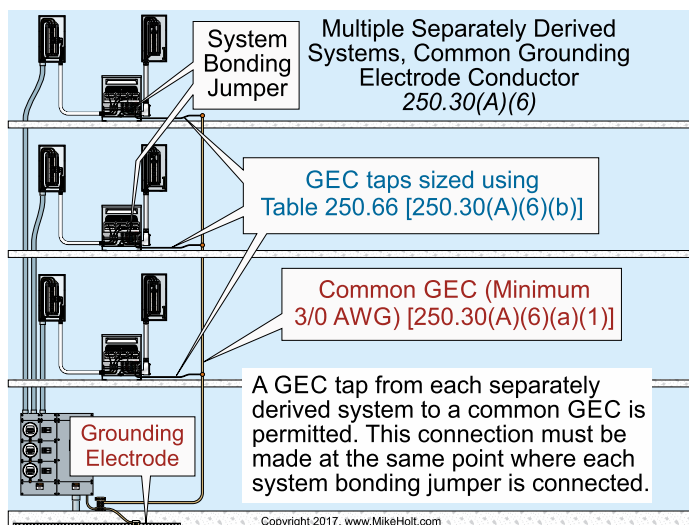 System
Bonding
Jumper
Multiple Separately Derived
Systems, Common Grounding
Electrode Conductor
250.30(A)(6)
GEC taps sized using
Table 250.66 [250.30(A)(6)(b)]
Common GEC (Minimum
3/0 AWG) [250.30(A)(6)(a)(1)]
A GEC tap from each separately
derived system to a common GEC is
permitted. This connection must be
made at the same point where each
system bonding jumper is connected.
Grounding
Electrode
Copyright 2017, www.MikeHolt.com